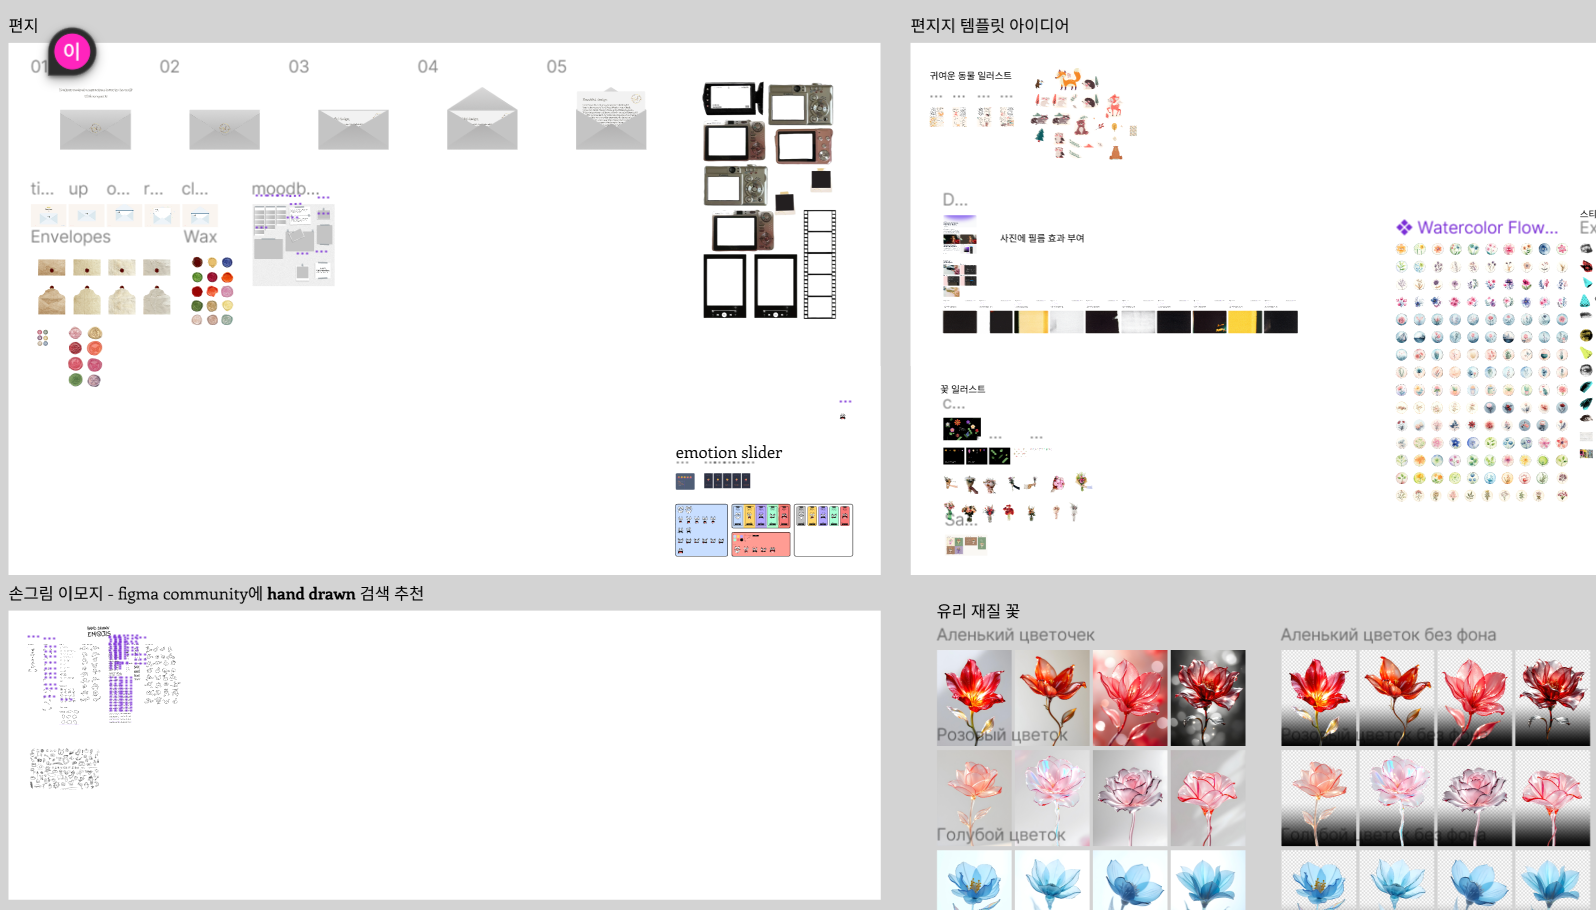 편지
이
01
02
03
04
05
ti...
up
o...
r...
cl...
moodb...
Envelopes
Wax
emotion slider
편지지 템플릿 아이디어
귀여운 동물 일러스트
D...
사진에 필름 효과 부여
Watercolor Flow...
Ex
꽃 일러스트
c...
Sa...
손그림 이모지 - figma community에 hand drawn 검색 추천
HAND DRAWN
EMOJIS
유리 재질 꽃
Аленький цветочек
Аленький цветок без фона
Розовый цветок
Розовый цветок без фона
Голубой цветок
Голубой цветок без фона